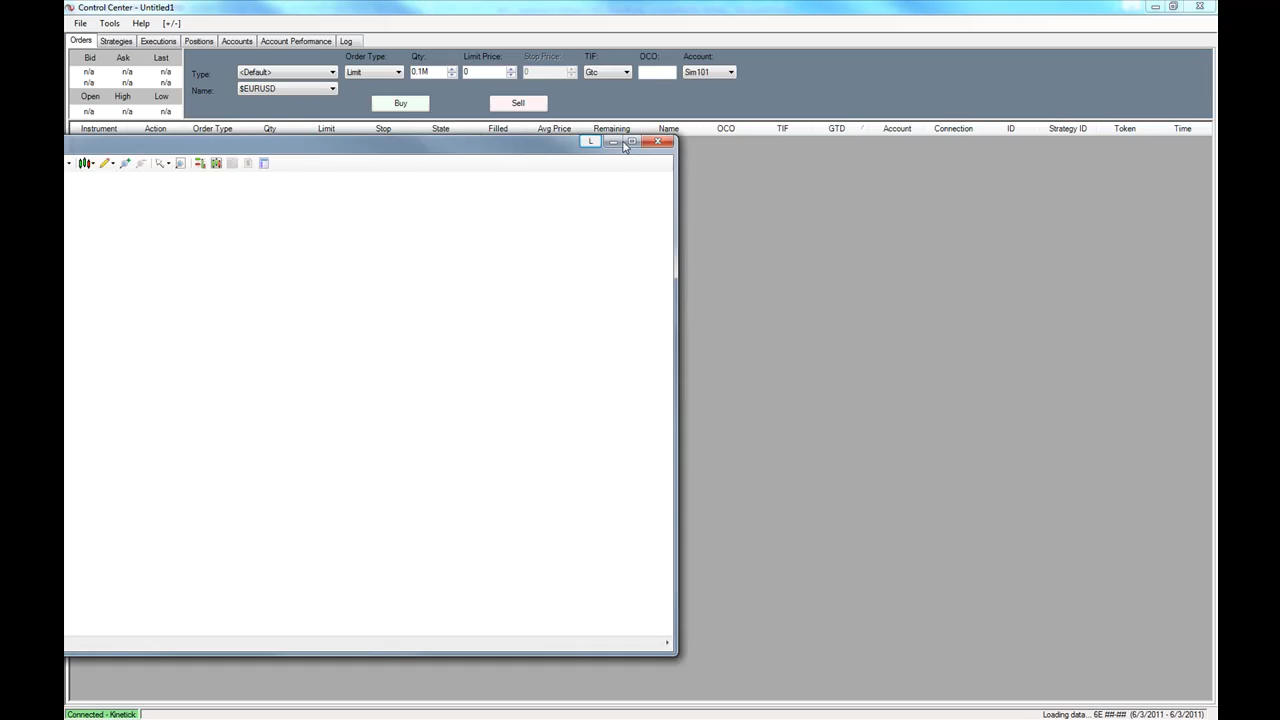 Control Center - Untitled1
File Tools Help [+/-]
Orders Strategies Executions Positions Accounts Account Performance Log
Bid Ask Last
n/a n/a n/a
n/a n/a n/a
Open High Low
n/a n/a n/a
Order Type: Qty: Limit Price: Stop Price: TIF: OCO: Account:
Type: <Default> Limit 0.1M 0 0 Gtc Sim101
Name: $EURUSD
Buy Sell
Instrument Action Order Type Qty Limit Stop State Filled Avg Price Remaining Name OCO TIF GTD Account Connection ID Strategy ID Token Time
L
Connected - Kinetick
Loading data... 6E ##-## (6/3/2011 - 6/3/2011)